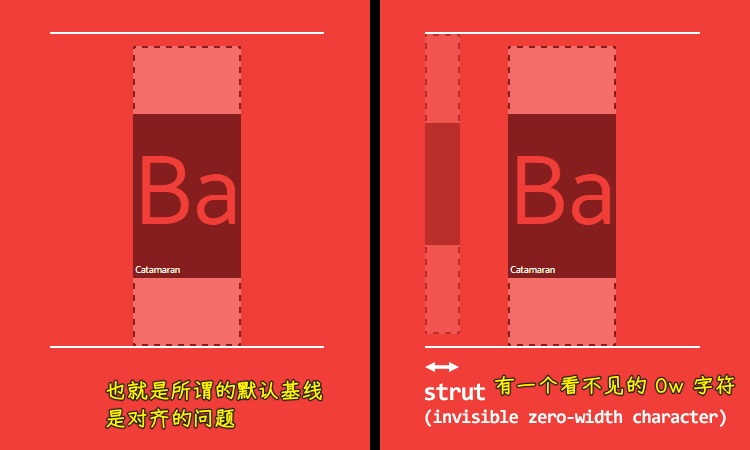 Ba
Catamaran
也就是所谓的默认基线
是对齐的问题
Ba
Catamaran
strut 有一个看不见的 0w 字符
(invisible zero-width character)